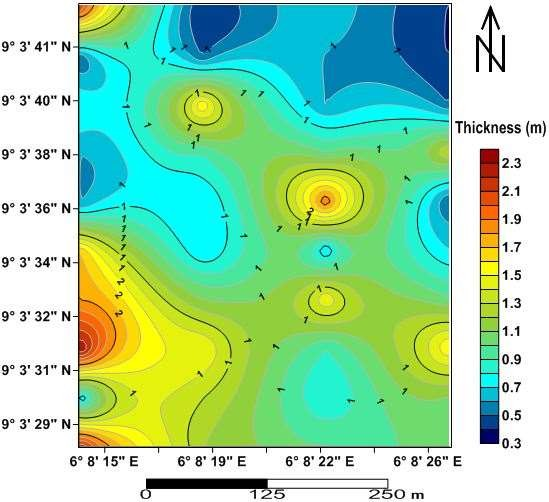 9° 3' 41" N
9° 3' 40" N
9° 3' 38" N
9° 3' 36" N
9° 3' 34" N
9° 3' 32" N
9° 3' 31" N
9° 3' 29" N
6° 8' 15" E 6° 8' 19" E 6° 8' 22" E 6° 8' 26" E
N
Thickness (m)
2.3
2.1
1.9
1.7
1.5
1.3
1.1
0.9
0.7
0.5
0.3
0 125 250 m